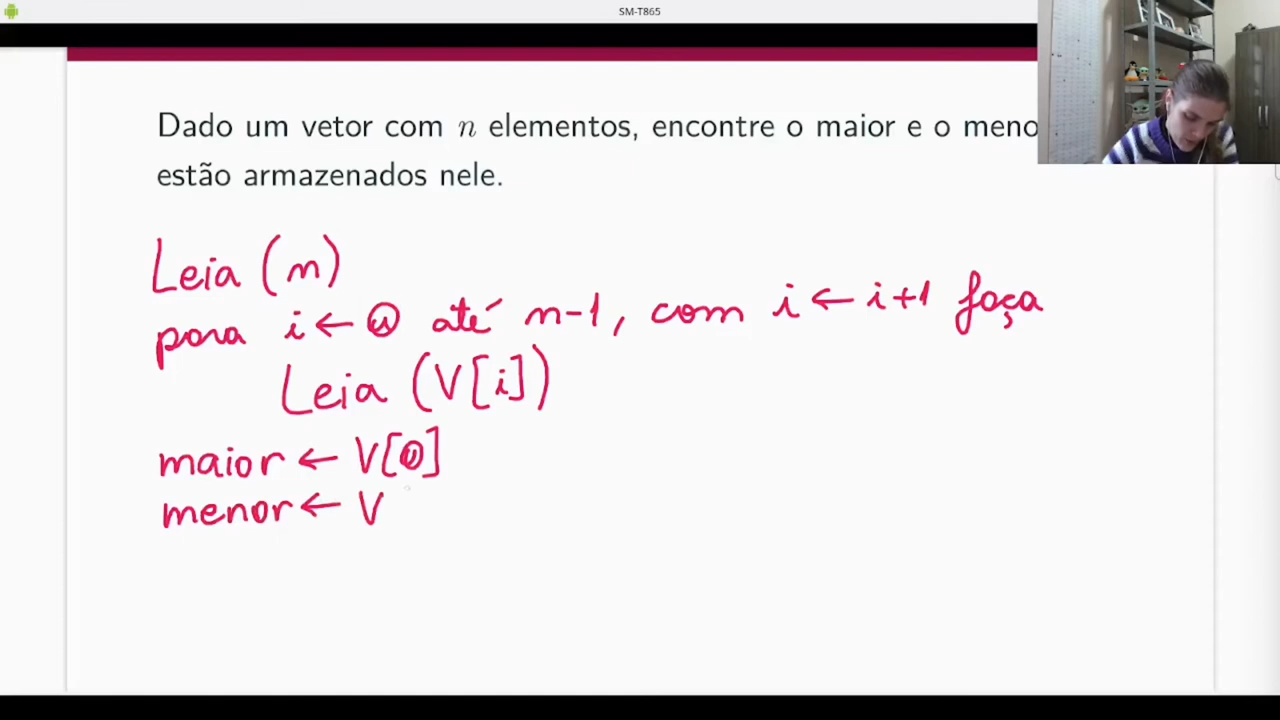 SM-T865
Dado um vetor com n elementos, encontre o maior e o meno
estão armazenados nele.
Leia (n)
para i ← 0 até n-1, com i ← i+1 faça
Leia (V[i])
maior ← V[0]
menor ← V